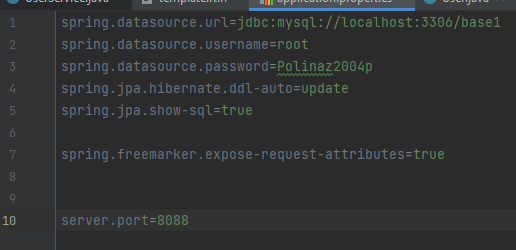 application.properties
1 spring.datasource.url=jdbc:mysql://localhost:3306/base1
2 spring.datasource.username=root
3 spring.datasource.password=Polinaz2004p
4 spring.jpa.hibernate.ddl-auto=update
5 spring.jpa.show-sql=true
6
7 spring.freemarker.expose-request-attributes=true
8
9
10 server.port=8088